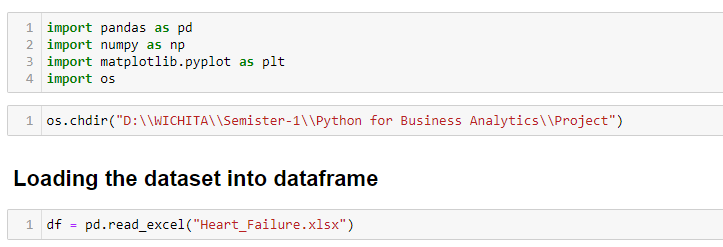 1 import pandas as pd
2 import numpy as np
3 import matplotlib.pyplot as plt
4 import os
1 os.chdir("D:\\WICHITA\\Semister-1\\Python for Business Analytics\\Project")
Loading the dataset into dataframe
1 df = pd.read_excel("Heart_Failure.xlsx")